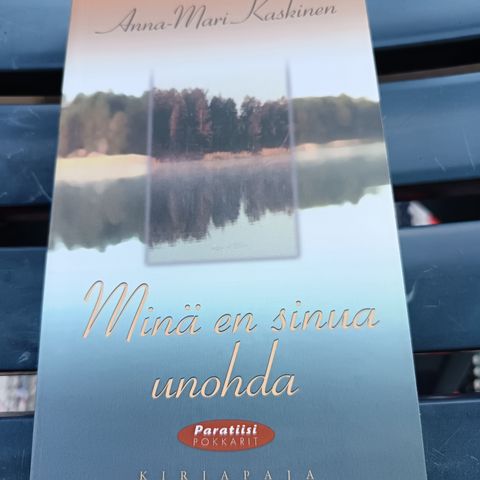 Anna-Mari Kaskinen
Minä en sinua
unohda
Paratiisi
POKKARIT
KIRJAPAJA